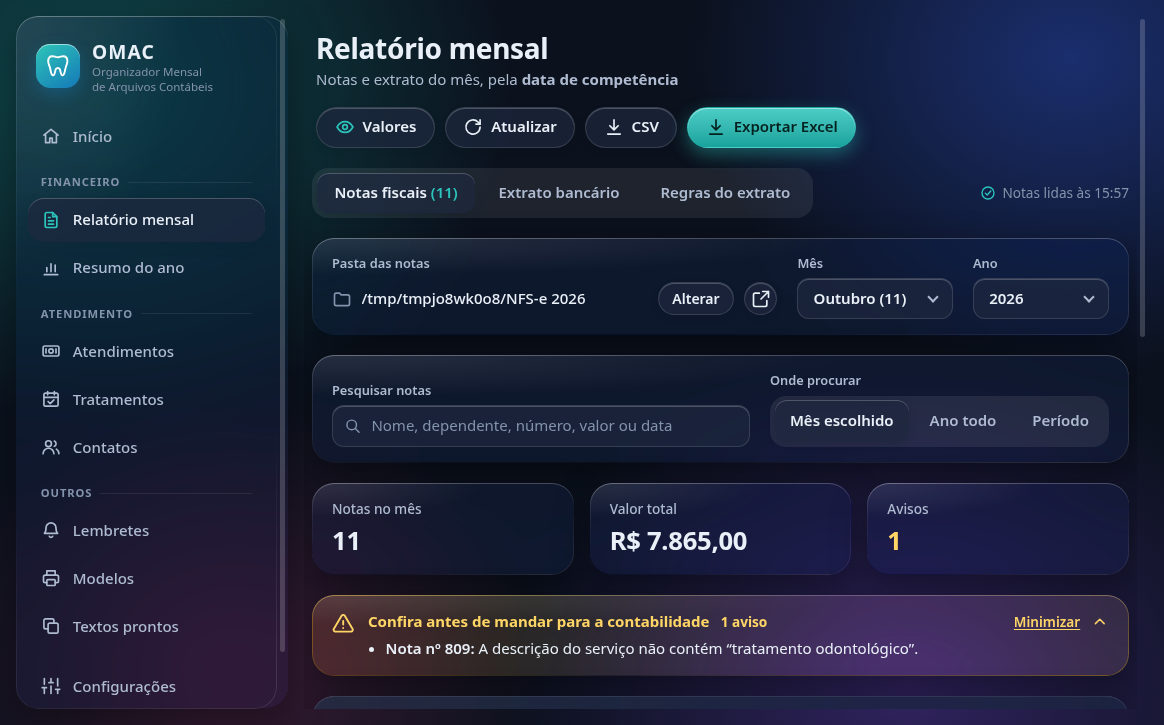 OMAC
Organizador Mensal
de Arquivos Contábeis
Início
FINANCEIRO
Relatório mensal
Resumo do ano
ATENDIMENTO
Atendimentos
Tratamentos
Contatos
OUTROS
Lembretes
Modelos
Textos prontos
Configurações
Relatório mensal
Notas e extrato do mês, pela data de competência
Valores
Atualizar
CSV
Exportar Excel
Notas fiscais (11)
Extrato bancário
Regras do extrato
Notas lidas às 15:57
Pasta das notas
/tmp/tmpjo8wk0o8/NFS-e 2026
Alterar
Mês
Outubro (11)
Ano
2026
Pesquisar notas
Nome, dependente, número, valor ou data
Onde procurar
Mês escolhido
Ano todo
Período
Notas no mês
11
Valor total
R$ 7.865,00
Avisos
1
Confira antes de mandar para a contabilidade 1 aviso
Minimizar
• Nota nº 809: A descrição do serviço não contém “tratamento odontológico”.